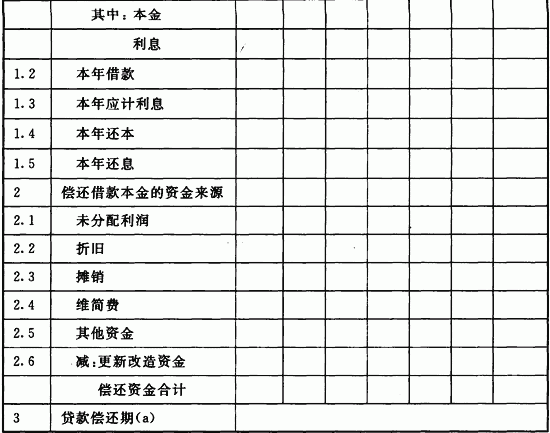 其中:本金
利息
1.2 本年借款
1.3 本年应计利息
1.4 本年还本
1.5 本年还息
2 偿还借款本金的资金来源
2.1 未分配利润
2.2 折旧
2.3 摊销
2.4 维简费
2.5 其他资金
2.6 减:更新改造资金
偿还资金合计
3 贷款偿还期(a)